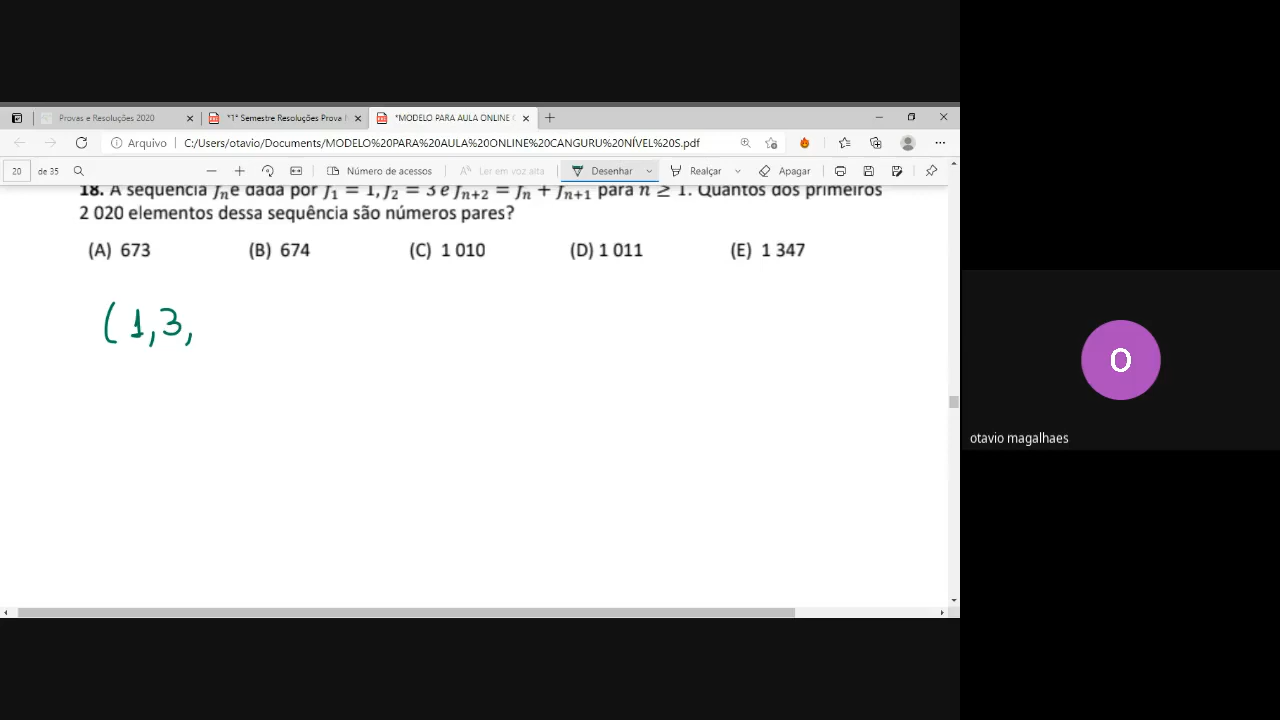 Provas e Resoluções 2020
*1° Semestre Resoluções Prova
*MODELO PARA AULA ONLINE
Arquivo C:/Users/otavio/Documents/MODELO%20PARA%20AULA%20ONLINE%20CANGURU%20NÍVEL%20S.pdf
20 de 35 Número de acessos Ler em voz alta Desenhar Realçar Apagar
18. A sequência fₙ é dada por f₁ = 1, f₂ = 3 e fₙ₊₂ = fₙ + fₙ₊₁ para n ≥ 1. Quantos dos primeiros
2 020 elementos dessa sequência são números pares?
(A) 673 (B) 674 (C) 1 010 (D) 1 011 (E) 1 347
( 1,3,
O
otavio magalhaes